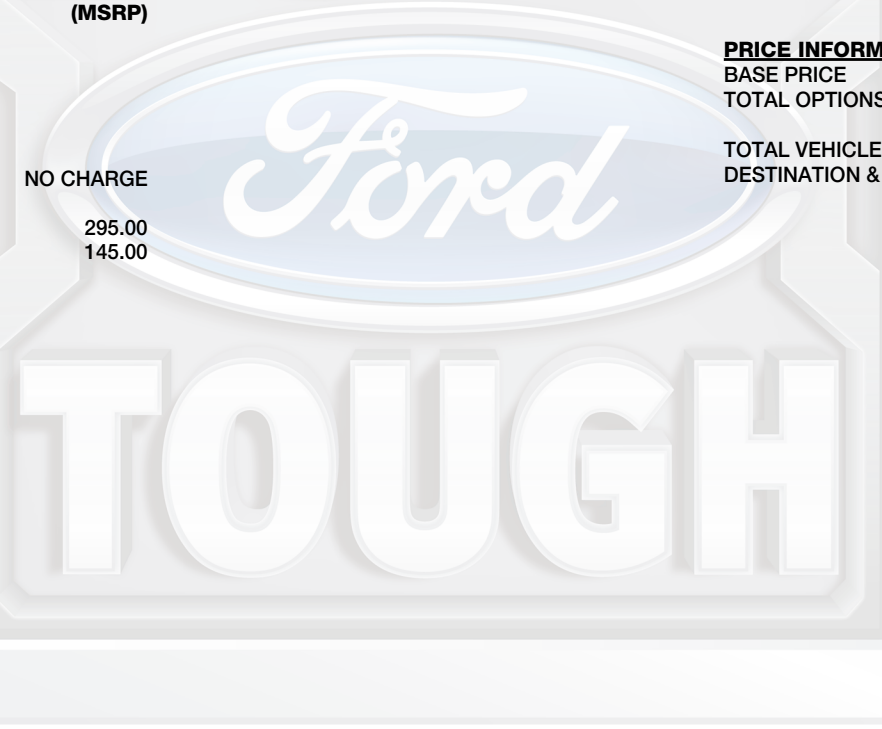 (MSRP)
NO CHARGE
295.00
145.00
PRICE INFORM
BASE PRICE
TOTAL OPTIONS
TOTAL VEHICLE
DESTINATION &
Ford
TOUGH